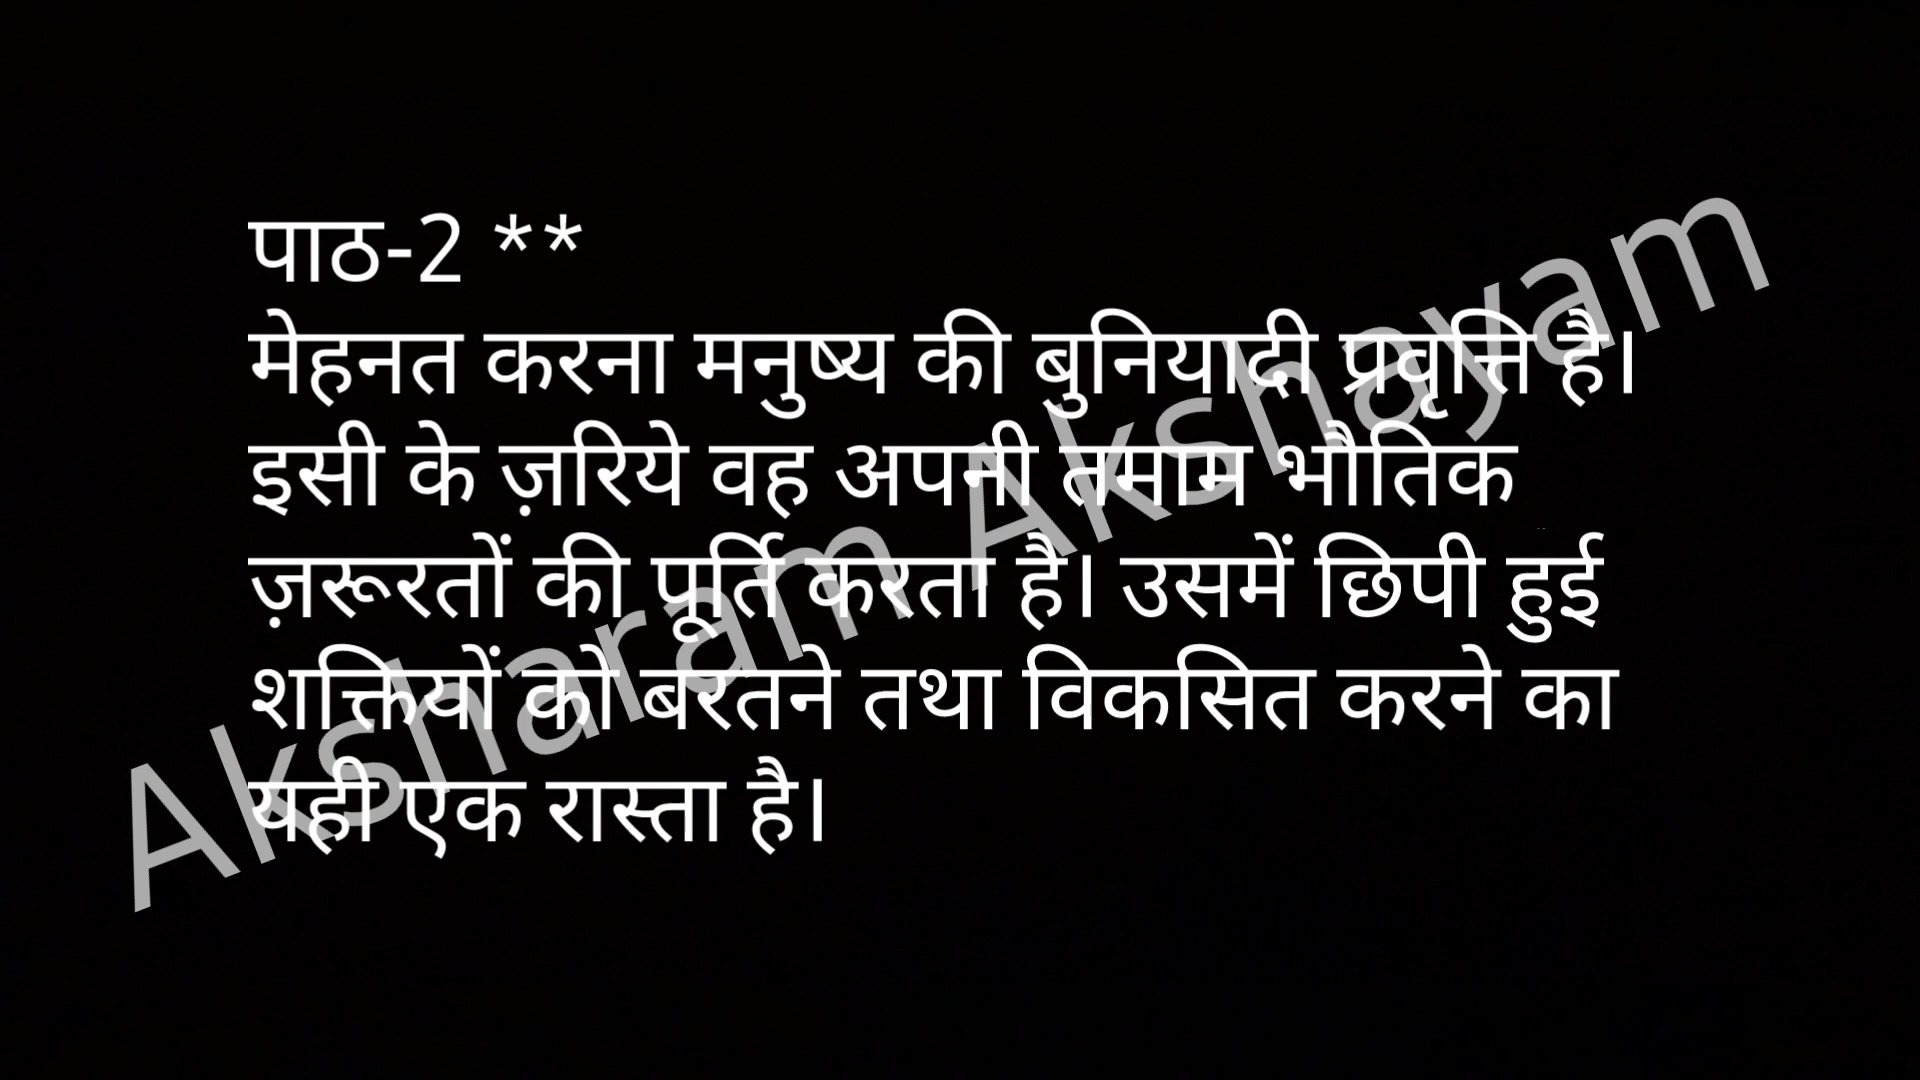 पाठ-2 **
मेहनत करना मनुष्य की बुनियादी प्रवृत्ति है।
इसी के ज़रिये वह अपनी तमाम भौतिक
ज़रूरतों की पूर्ति करता है। उसमें छिपी हुई
शक्तियों को बरतने तथा विकसित करने का
यही एक रास्ता है।
Aksharam Akshayam